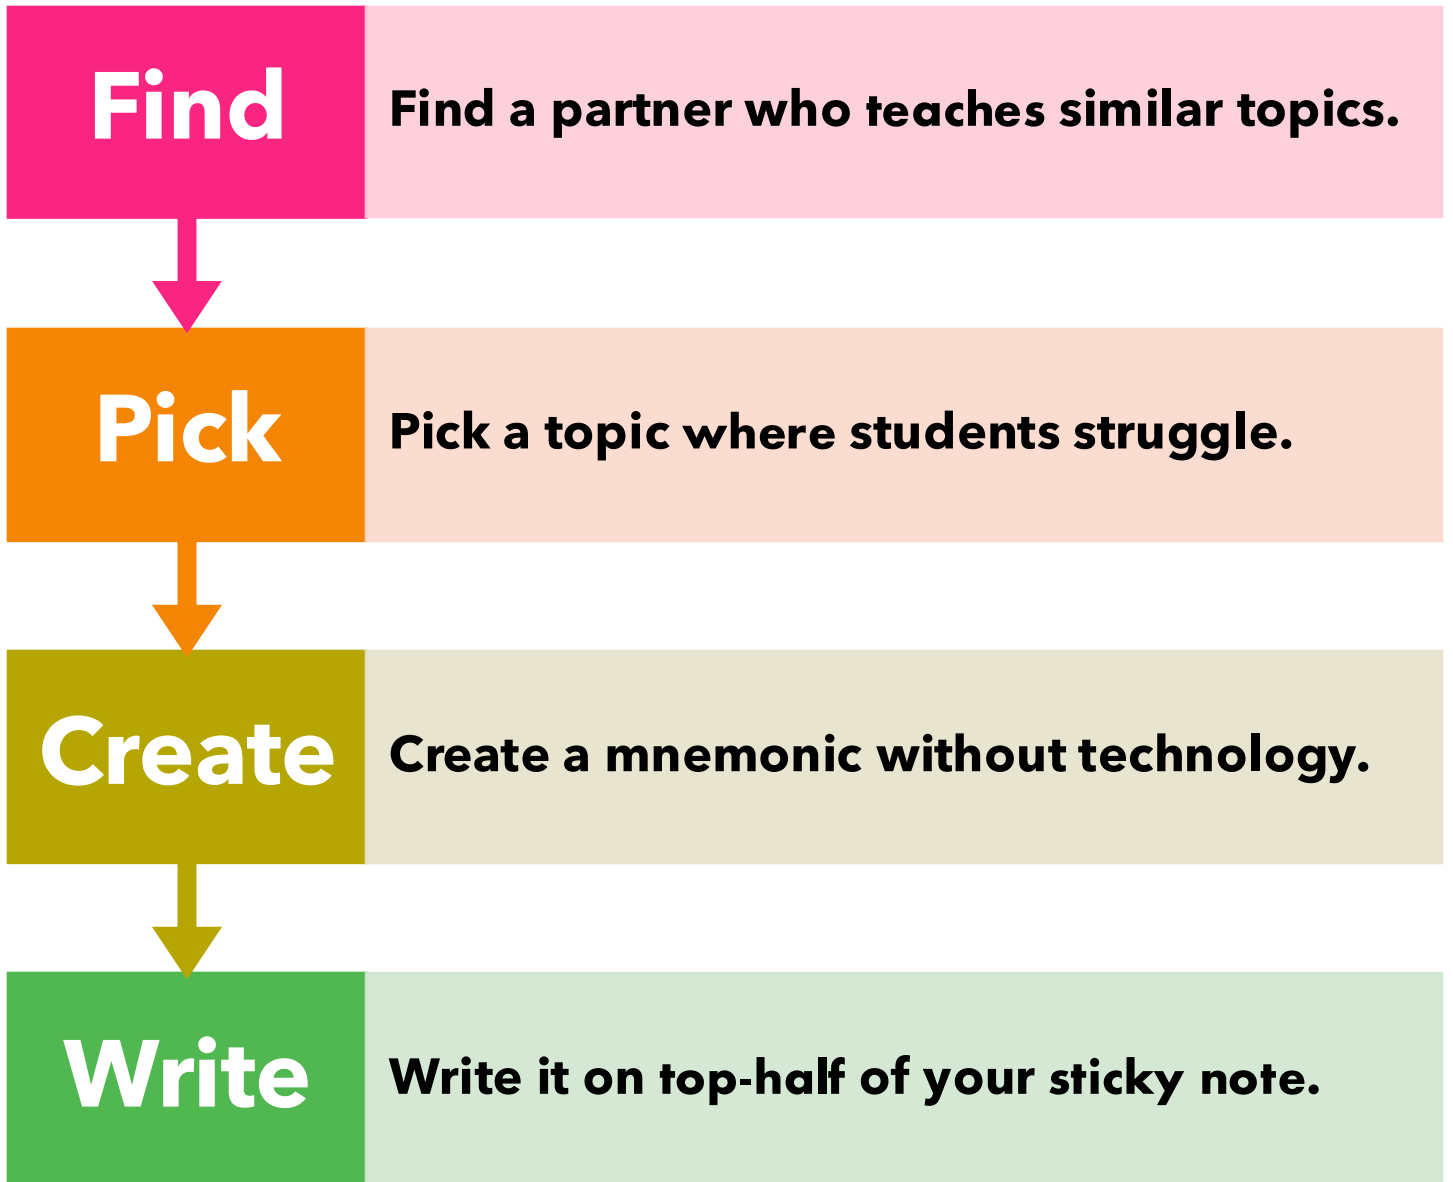 Find
Find a partner who teaches similar topics.
Pick
Pick a topic where students struggle.
Create
Create a mnemonic without technology.
Write
Write it on top-half of your sticky note.